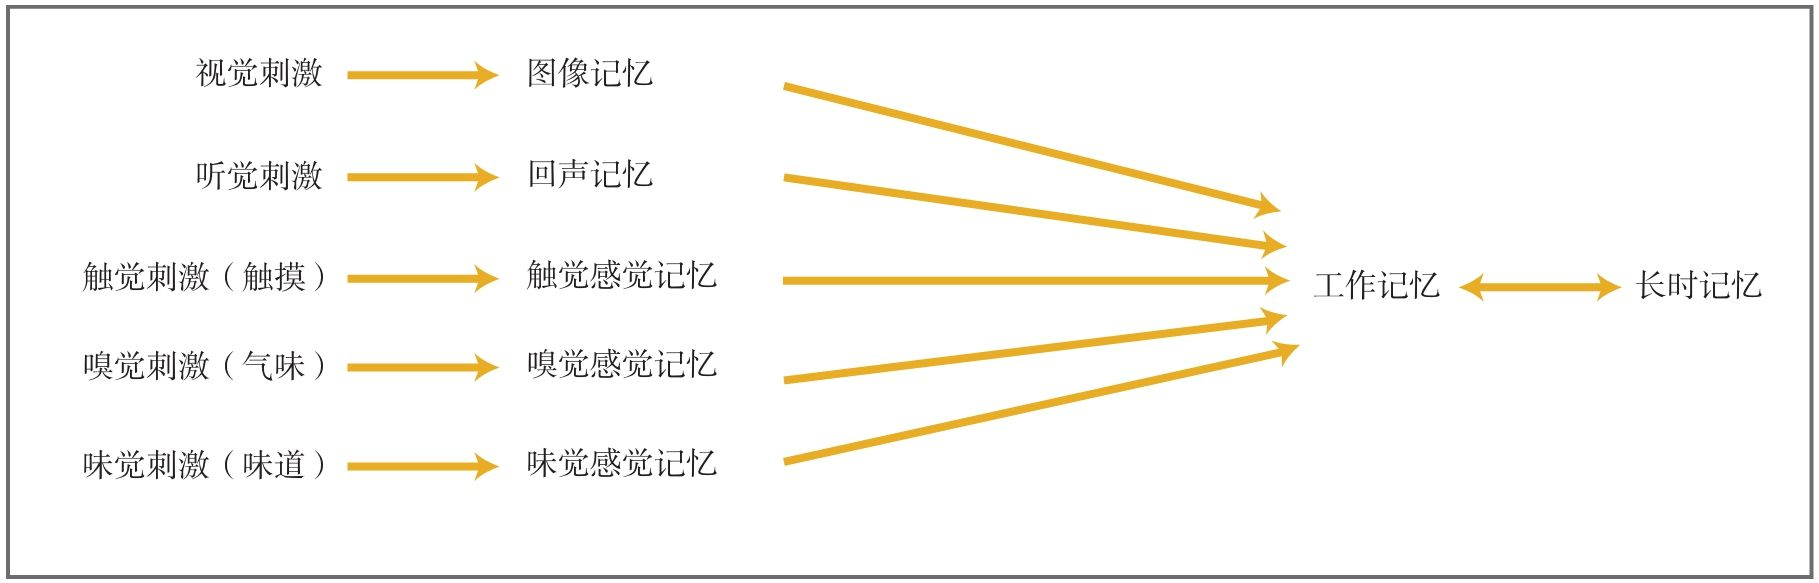 视觉刺激 图像记忆
听觉刺激 回声记忆
触觉刺激（触摸） 触觉感觉记忆
工作记忆 长时记忆
嗅觉刺激（气味） 嗅觉感觉记忆
味觉刺激（味道） 味觉感觉记忆